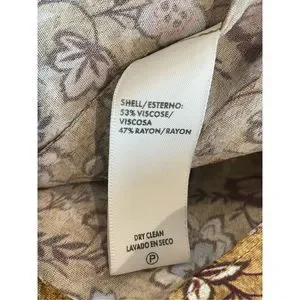 SHELL/ESTERNO:
53% VISCOSE/
VISCOSA
47% RAYON/RAYON
DRY CLEAN
LAVADO EN SECO
P